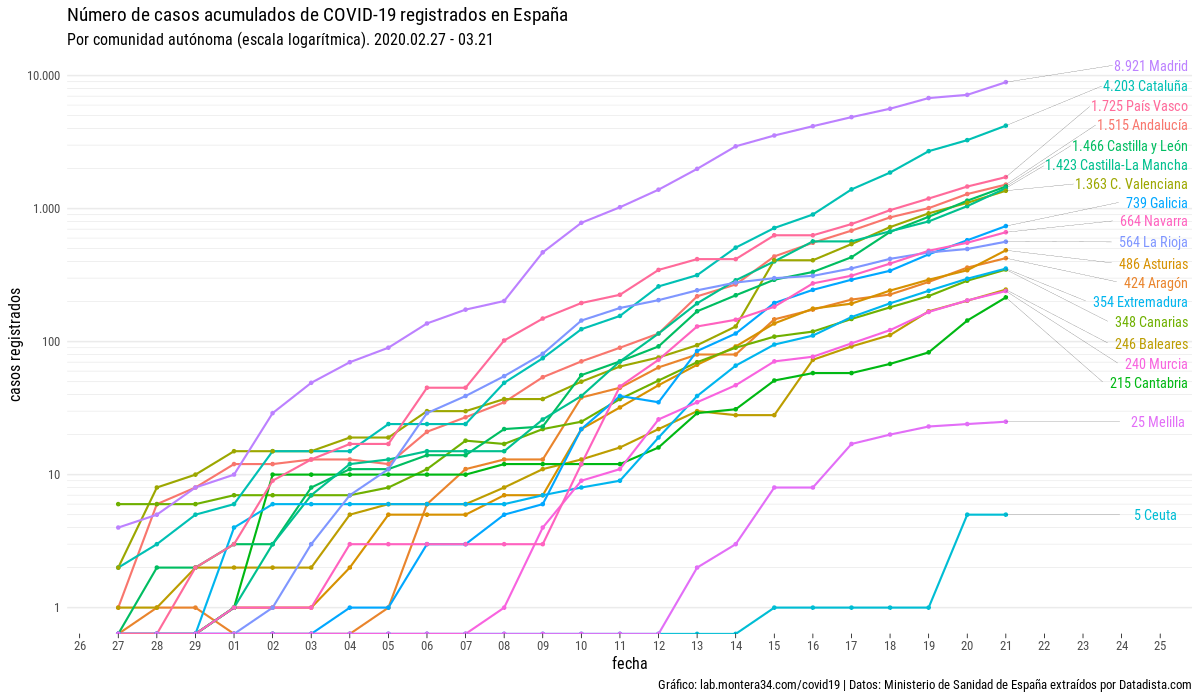 Número de casos acumulados de COVID-19 registrados en España
Por comunidad autónoma (escala logarítmica). 2020.02.27 - 03.21
casos registrados
10.000
1.000
100
10
1
8.921 Madrid
4.203 Cataluña
1.725 País Vasco
1.515 Andalucía
1.466 Castilla y León
1.423 Castilla-La Mancha
1.363 C. Valenciana
739 Galicia
664 Navarra
564 La Rioja
486 Asturias
424 Aragón
354 Extremadura
348 Canarias
246 Baleares
240 Murcia
215 Cantabria
25 Melilla
5 Ceuta
26 27 28 29 01 02 03 04 05 06 07 08 09 10 11 12 13 14 15 16 17 18 19 20 21 22 23 24 25
fecha
Gráfico: lab.montera34.com/covid19 | Datos: Ministerio de Sanidad de España extraídos por Datadista.com